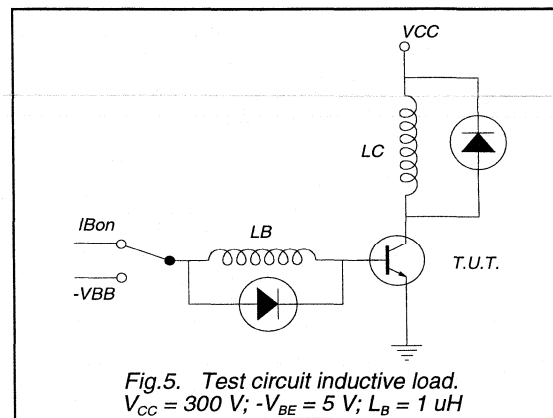 VCC
LC
IBon
LB
-VBB
T.U.T.
Fig.5. Test circuit inductive load.
VCC = 300 V; -VBE = 5 V; LB = 1 uH